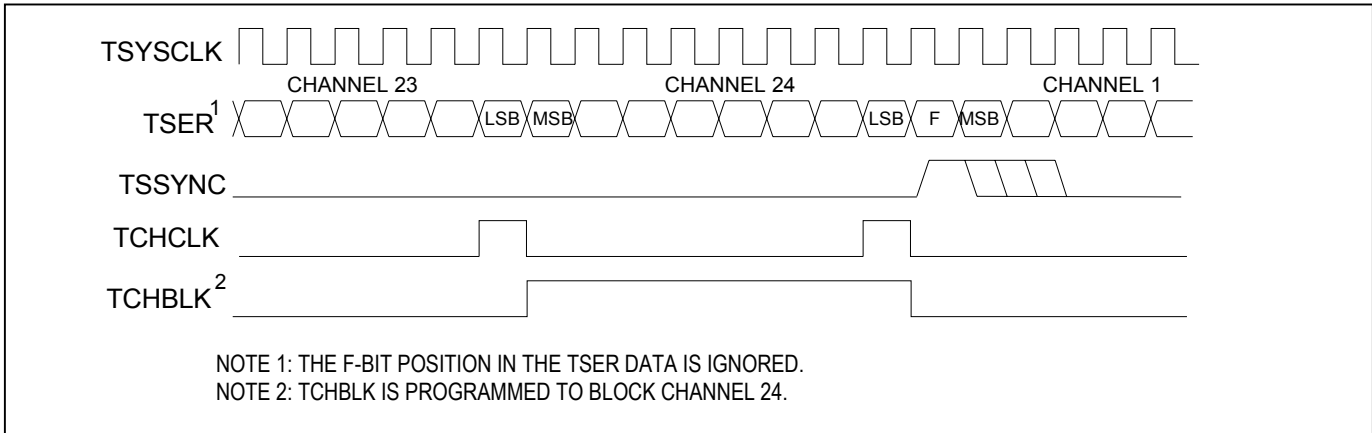 TSYSCLK
CHANNEL 23 CHANNEL 24 CHANNEL 1
TSER1 LSB MSB LSB F MSB
TSSYNC
TCHCLK
TCHBLK2
NOTE 1: THE F-BIT POSITION IN THE TSER DATA IS IGNORED.
NOTE 2: TCHBLK IS PROGRAMMED TO BLOCK CHANNEL 24.